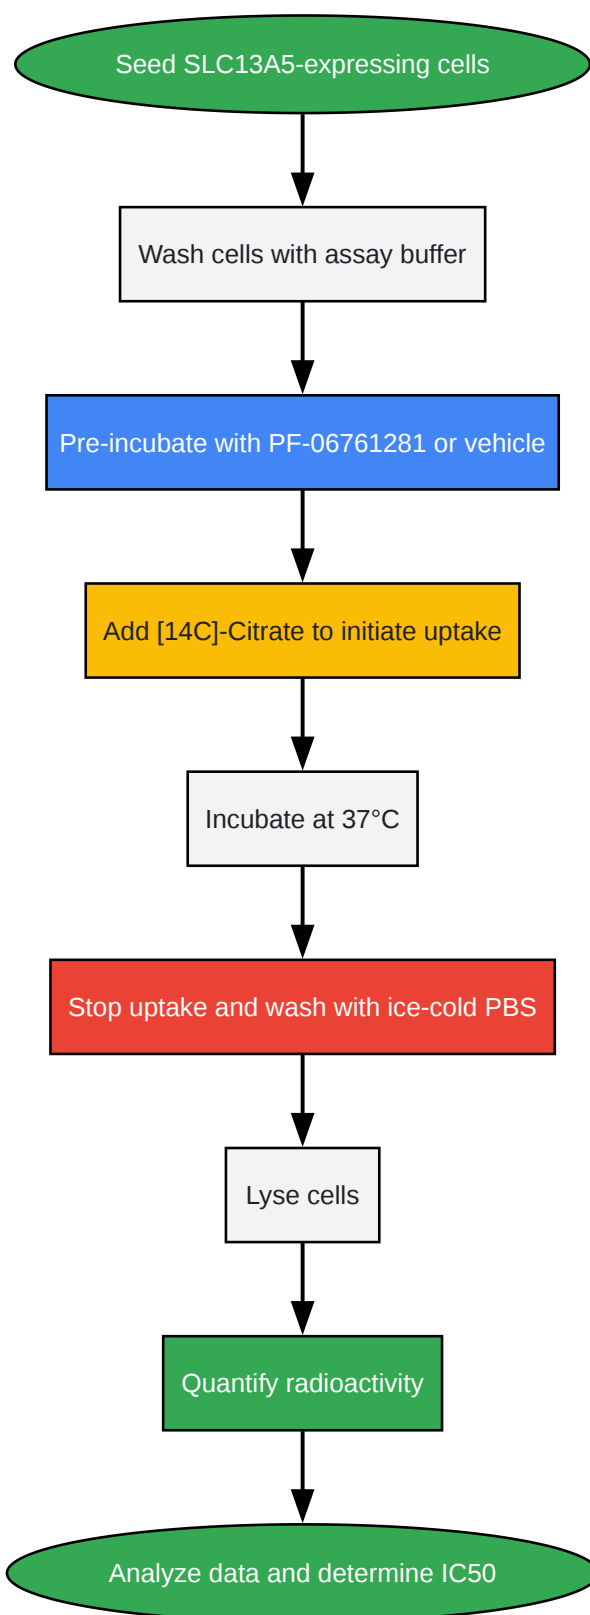 Seed SLC13A5-expressing cells
Wash cells with assay buffer
Pre-incubate with PF-06761281 or vehicle
Add [14C]-Citrate to initiate uptake
Incubate at 37°C
Stop uptake and wash with ice-cold PBS
Lyse cells
Quantify radioactivity
Analyze data and determine IC50